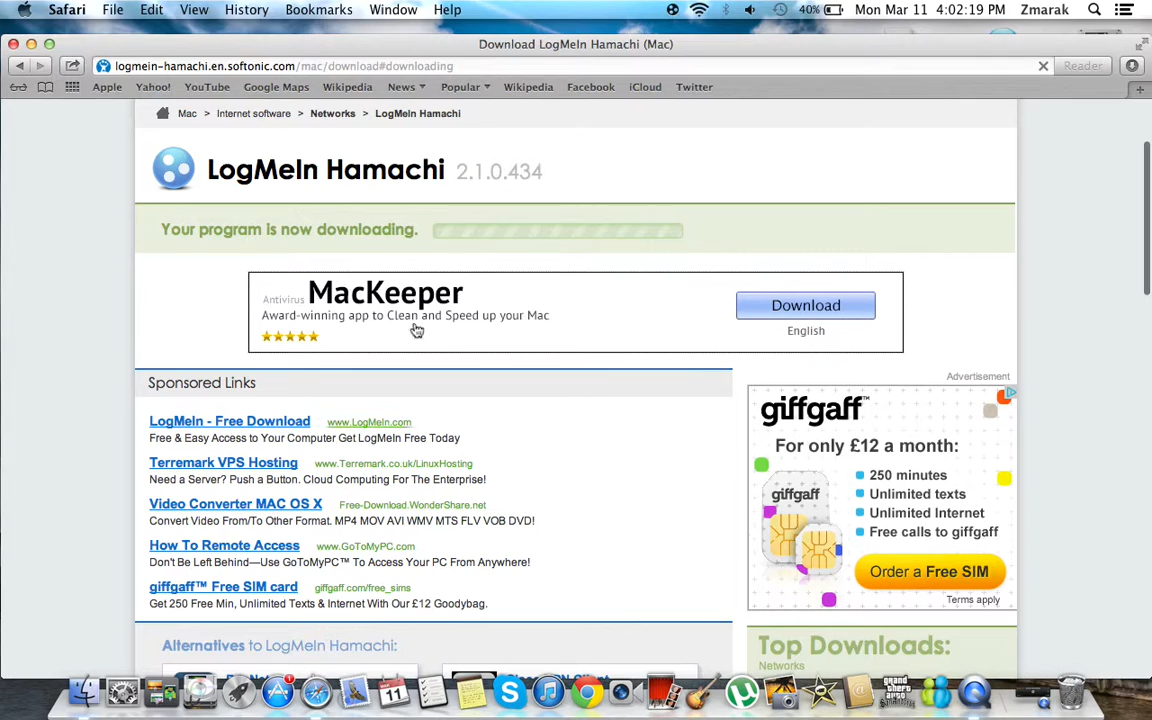 Safari File Edit View History Bookmarks Window Help 40% Mon Mar 11 4:02:19 PM Zmarak
Download LogMeIn Hamachi (Mac)
logmein-hamachi.en.softonic.com/mac/download#downloading Reader
Apple Yahoo! YouTube Google Maps Wikipedia News Popular Wikipedia Facebook iCloud Twitter
Mac > Internet software > Networks > LogMeIn Hamachi
LogMeIn Hamachi 2.1.0.434
Your program is now downloading.
Antivirus MacKeeper
Award-winning app to Clean and Speed up your Mac
Download
English
Sponsored Links
LogMeIn - Free Download www.LogMeIn.com
Free & Easy Access to Your Computer Get LogMeIn Free Today
Terremark VPS Hosting www.Terremark.co.uk/LinuxHosting
Need a Server? Push a Button. Cloud Computing For The Enterprise!
Video Converter MAC OS X Free-Download.WonderShare.net
Convert Video From/To Other Format. MP4 MOV AVI WMV MTS FLV VOB DVD!
How To Remote Access www.GoToMyPC.com
Don't Be Left Behind—Use GoToMyPC™ To Access Your PC From Anywhere!
giffgaff™ Free SIM card giffgaff.com/free_sims
Get 250 Free Min, Unlimited Texts & Internet With Our £12 Goodybag.
Advertisement
giffgaff™
For only £12 a month:
250 minutes
Unlimited texts
Unlimited Internet
Free calls to giffgaff
giffgaff
Order a Free SIM
Terms apply
Alternatives to LogMeIn Hamachi:
Top Downloads:
Networks
1
11
grand theft auto